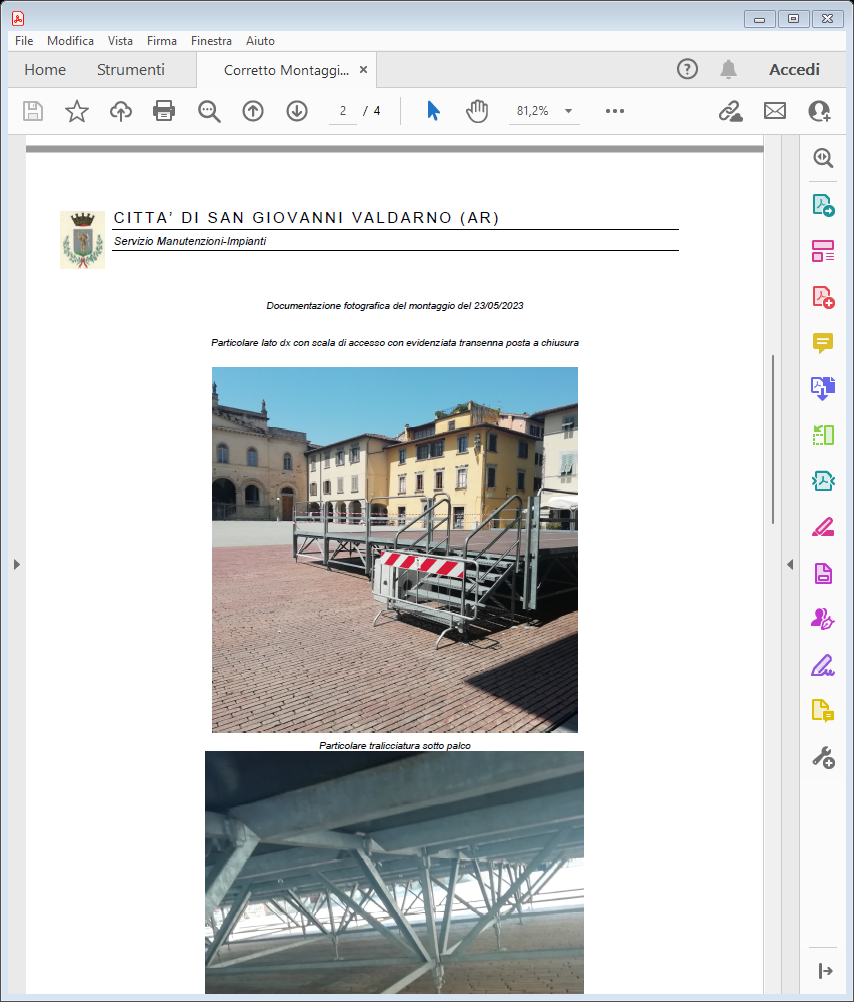 File Modifica Vista Firma Finestra Aiuto
Home Strumenti Corretto Montaggi... × Accedi
2 / 4 81,2%
CITTA’ DI SAN GIOVANNI VALDARNO (AR)
Servizio Manutenzioni-Impianti
Documentazione fotografica del montaggio del 23/05/2023
Particolare lato dx con scala di accesso con evidenziata transenna posta a chiusura
Particolare tralicciatura sotto palco